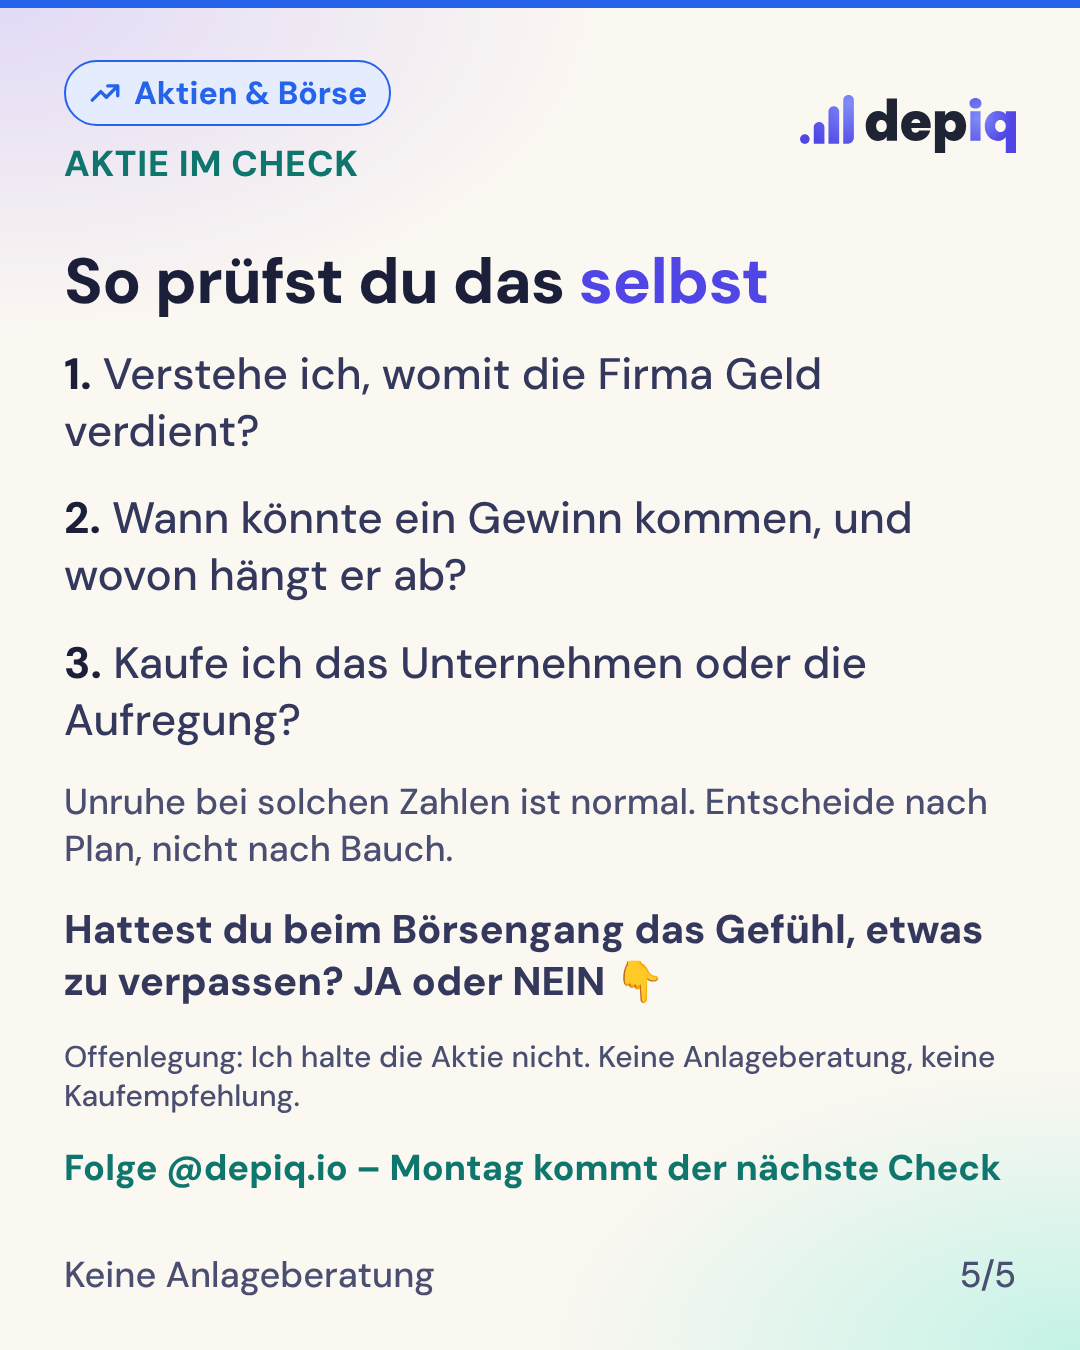 Aktien & Börse
depiq
AKTIE IM CHECK
So prüfst du das selbst
1. Verstehe ich, womit die Firma Geld
verdient?
2. Wann könnte ein Gewinn kommen, und
wovon hängt er ab?
3. Kaufe ich das Unternehmen oder die
Aufregung?
Unruhe bei solchen Zahlen ist normal. Entscheide nach
Plan, nicht nach Bauch.
Hattest du beim Börsengang das Gefühl, etwas
zu verpassen? JA oder NEIN 👇
Offenlegung: Ich halte die Aktie nicht. Keine Anlageberatung, keine
Kaufempfehlung.
Folge @depiq.io – Montag kommt der nächste Check
Keine Anlageberatung
5/5